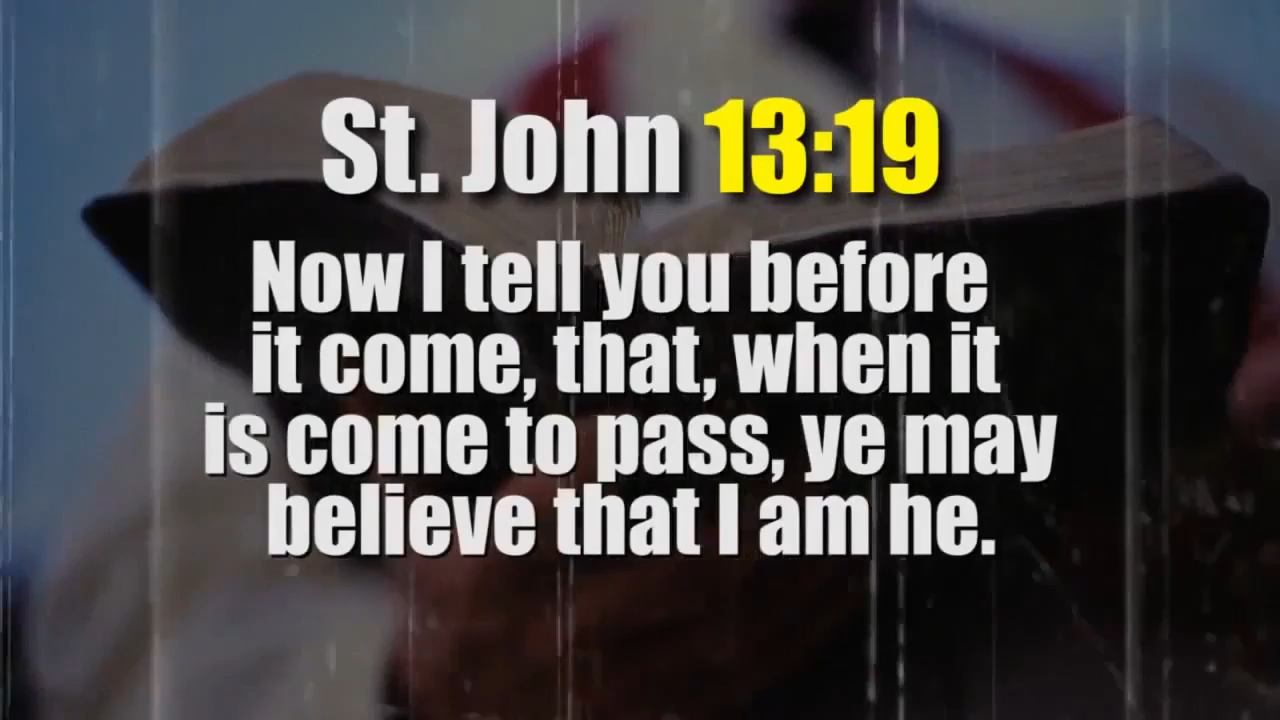 St. John 13:19
Now I tell you before
it come, that, when it
is come to pass, ye may
believe that I am he.